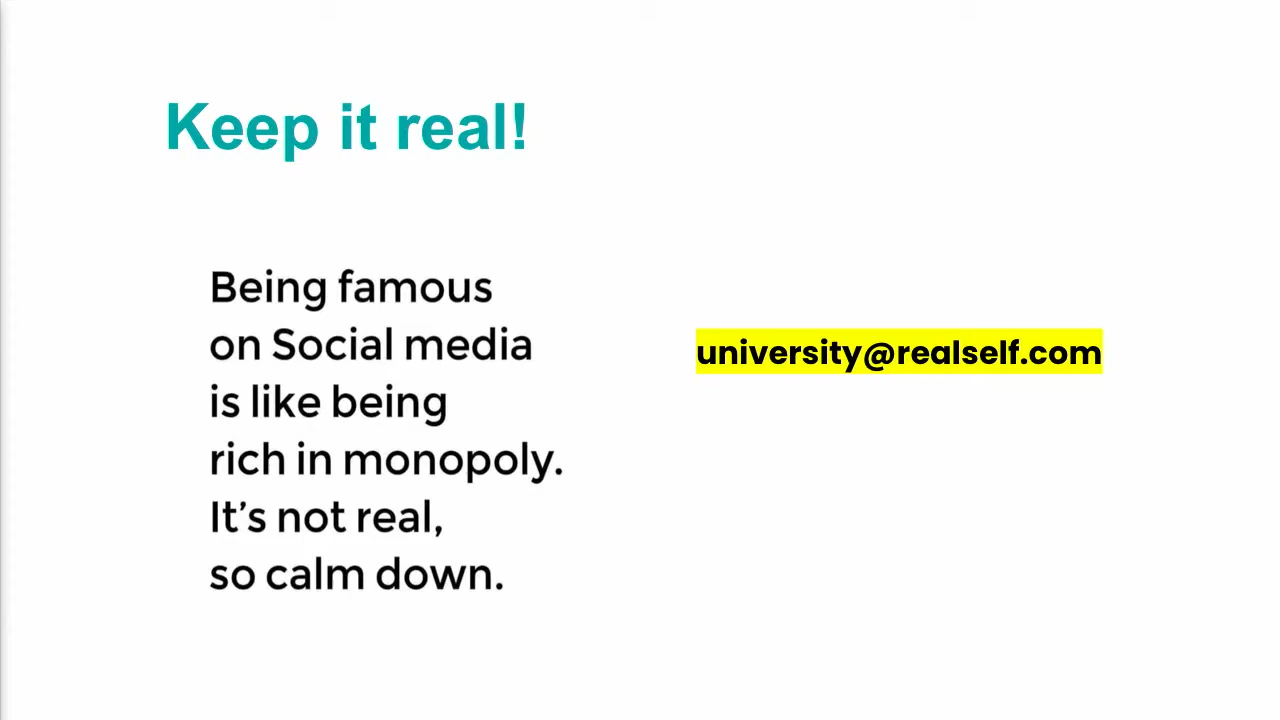 Keep it real!
Being famous
on Social media
is like being
rich in monopoly.
It’s not real,
so calm down.
university@realself.com